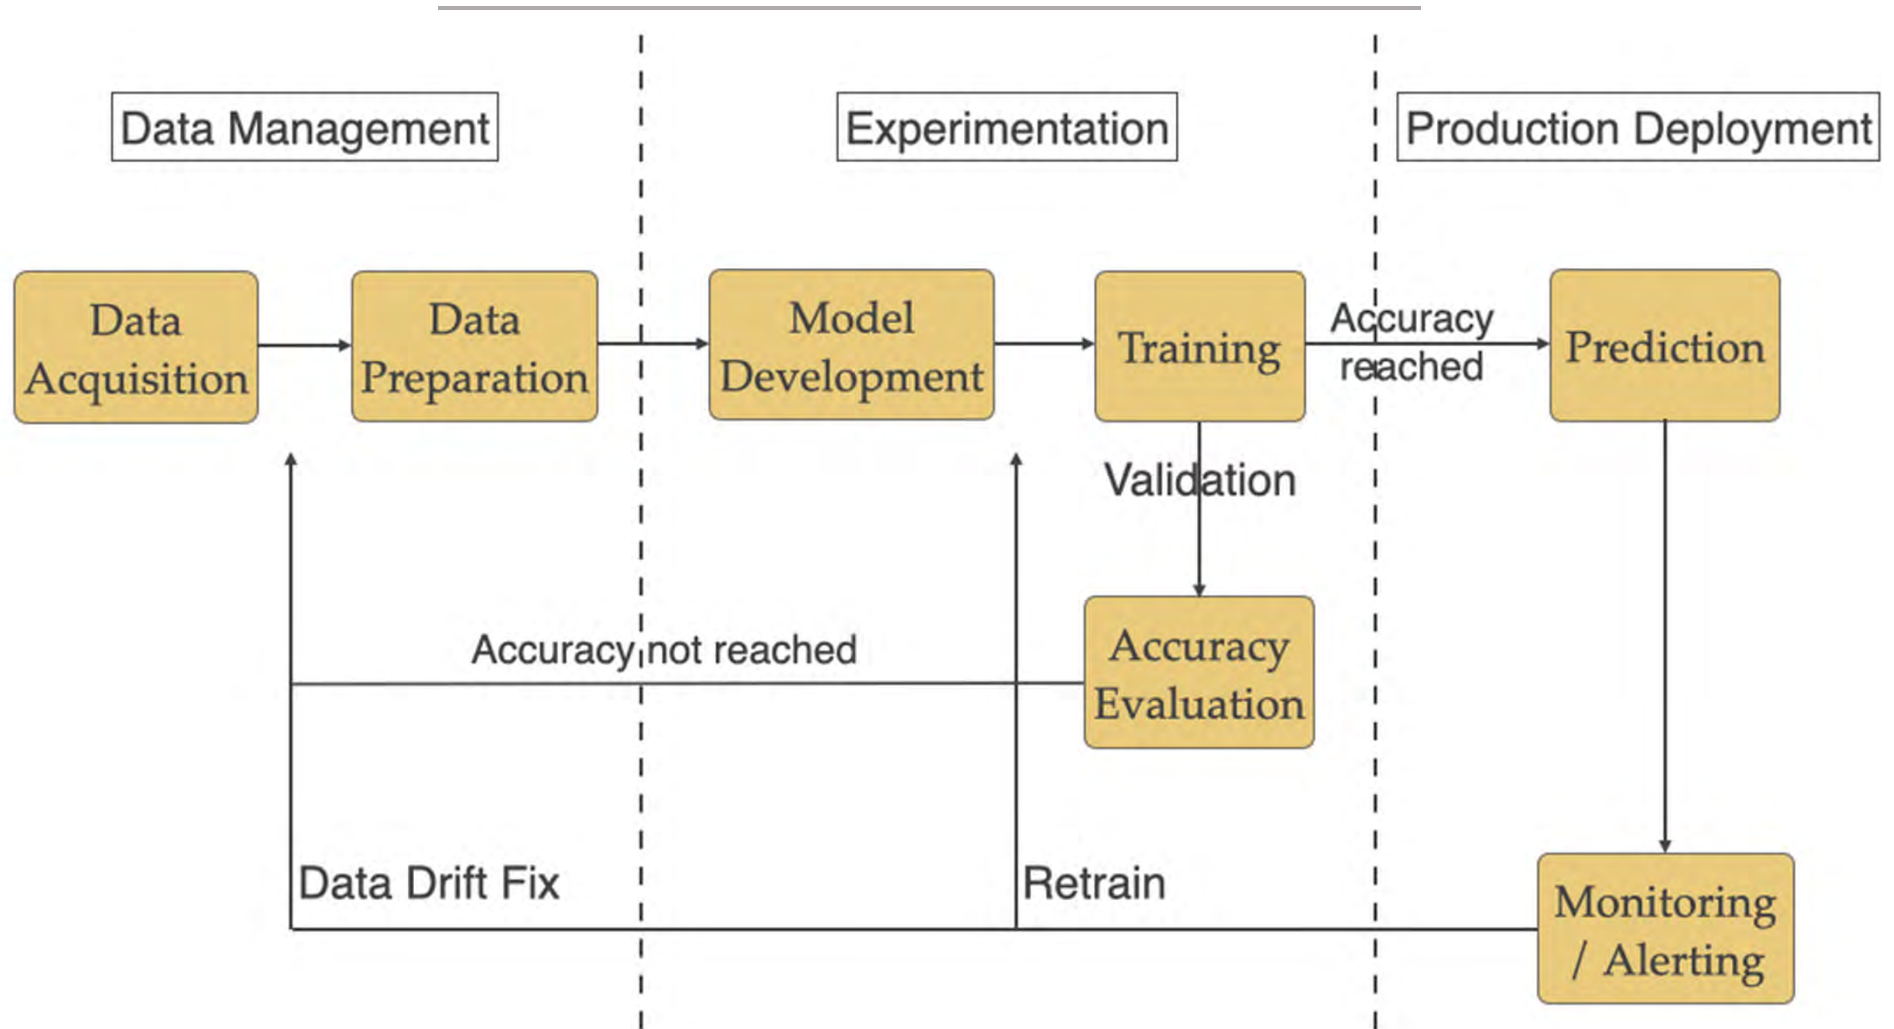 Data Management
Experimentation
Production Deployment
Data
Acquisition
Data
Preparation
Model
Development
Training
Accuracy
reached
Prediction
Validation
Accuracy not reached
Accuracy
Evaluation
Data Drift Fix
Retrain
Monitoring
/ Alerting